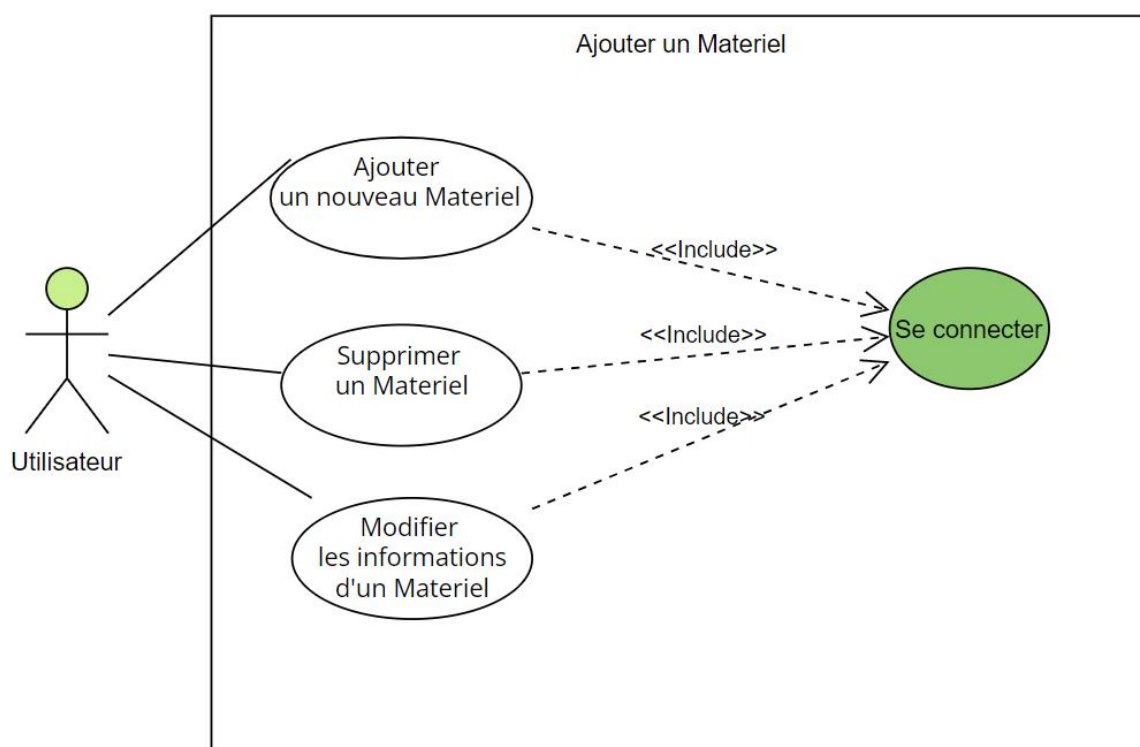 Ajouter un Materiel
Ajouter
un nouveau Materiel
<<Include>>
Se connecter
Supprimer
un Materiel
<<Include>>
Utilisateur
<<Include>>
Modifier
les informations
d'un Materiel